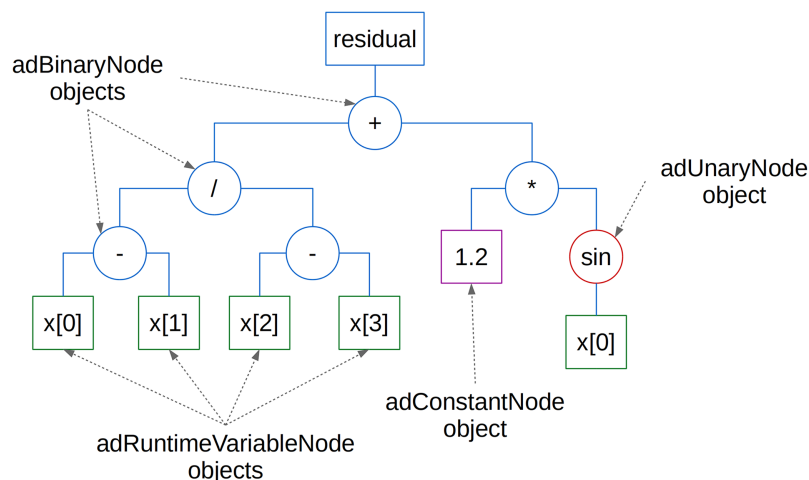 residual
adBinaryNode
objects
+
adUnaryNode
object
/
*
-
-
1.2
sin
x[0]
x[1]
x[2]
x[3]
x[0]
adConstantNode
object
adRuntimeVariableNode
objects